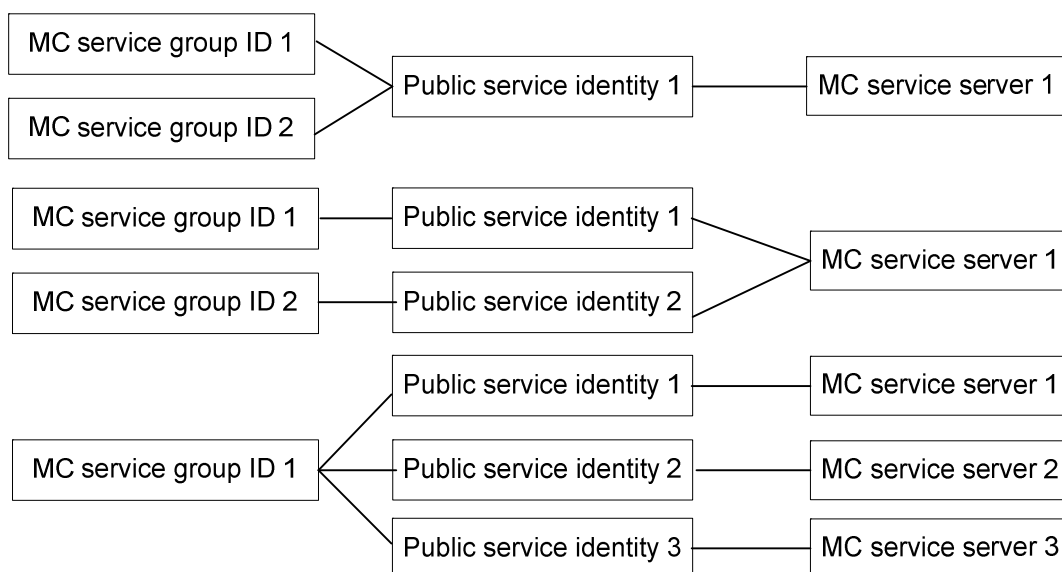 MC service group ID 1
Public service identity 1
MC service server 1
MC service group ID 2
MC service group ID 1
Public service identity 1
MC service server 1
MC service group ID 2
Public service identity 2
Public service identity 1
MC service server 1
MC service group ID 1
Public service identity 2
MC service server 2
Public service identity 3
MC service server 3